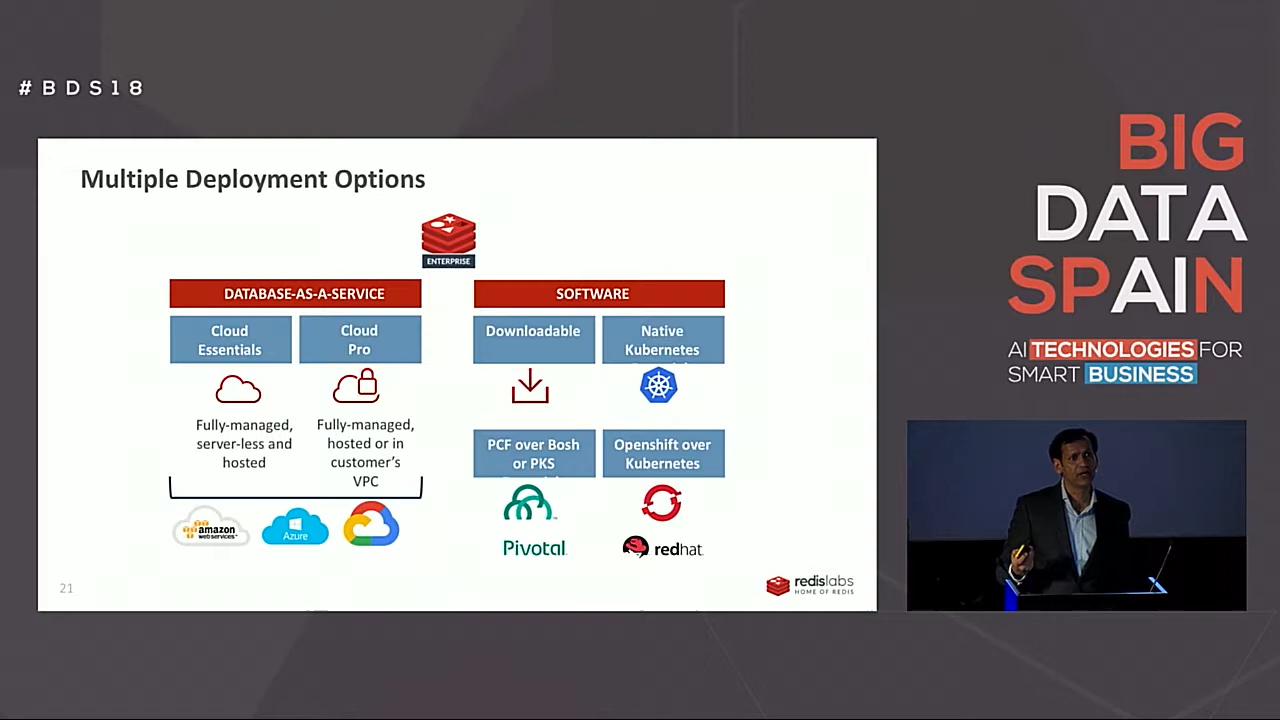 #BDS18
BIG
DATA
SPAIN
AI TECHNOLOGIES FOR
SMART BUSINESS
Multiple Deployment Options
ENTERPRISE
DATABASE-AS-A-SERVICE
SOFTWARE
Cloud
Essentials
Cloud
Pro
Downloadable
Native
Kubernetes
Fully-managed,
server-less and
hosted
Fully-managed,
hosted or in
customer's
VPC
PCF over Bosh
or PKS
Openshift over
Kubernetes
amazon
webservices™
Azure
Pivotal
redhat.
21
redislabs
HOME OF REDIS